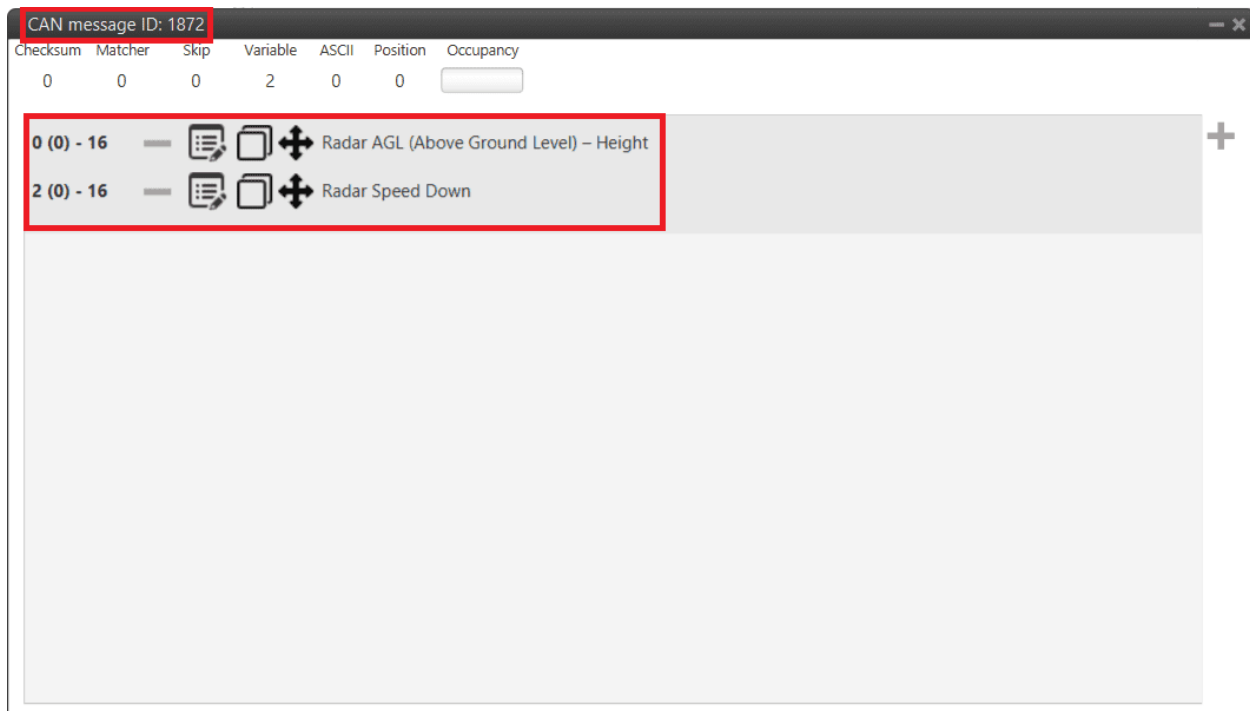 CAN message ID: 1872
Checksum Matcher Skip Variable ASCII Position Occupancy
0 0 0 2 0 0
0 (0) - 16 Radar AGL (Above Ground Level) – Height
2 (0) - 16 Radar Speed Down